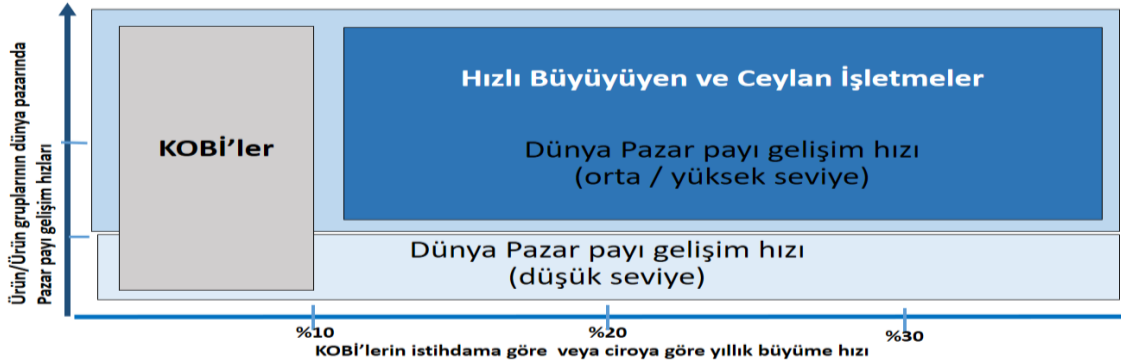 Ürün/Ürün gruplarının dünya pazarında
Pazar payı gelişim hızları
KOBİ'ler
Hızlı Büyüyüyen ve Ceylan İşletmeler
Dünya Pazar payı gelişim hızı
(orta / yüksek seviye)
Dünya Pazar payı gelişim hızı
(düşük seviye)
%10
%20
%30
KOBİ'lerin istihdama göre veya ciroya göre yıllık büyüme hızı